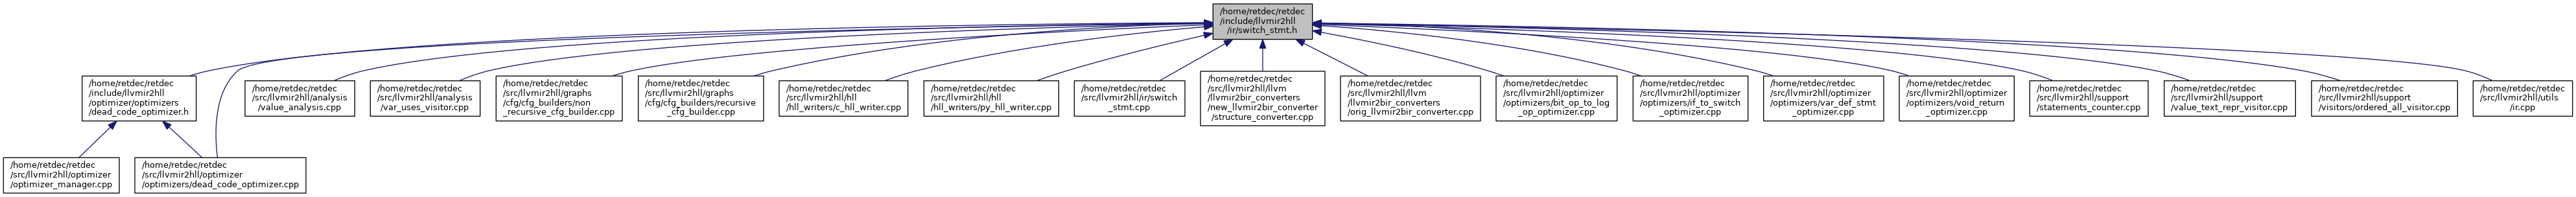 /home/retdec/retdec
/include/llvmir2hll
/ir/switch_stmt.h
/home/retdec/retdec
/include/llvmir2hll
/optimizer/optimizers
/dead_code_optimizer.h
/home/retdec/retdec
/src/llvmir2hll/analysis
/value_analysis.cpp
/home/retdec/retdec
/src/llvmir2hll/analysis
/var_uses_visitor.cpp
/home/retdec/retdec
/src/llvmir2hll/graphs
/cfg/cfg_builders/non
_recursive_cfg_builder.cpp
/home/retdec/retdec
/src/llvmir2hll/graphs
/cfg/cfg_builders/recursive
_cfg_builder.cpp
/home/retdec/retdec
/src/llvmir2hll/hll
/hll_writers/c_hll_writer.cpp
/home/retdec/retdec
/src/llvmir2hll/hll
/hll_writers/py_hll_writer.cpp
/home/retdec/retdec
/src/llvmir2hll/ir/switch
_stmt.cpp
/home/retdec/retdec
/src/llvmir2hll/llvm
/llvmir2bir_converters
/new_llvmir2bir_converter
/structure_converter.cpp
/home/retdec/retdec
/src/llvmir2hll/llvm
/llvmir2bir_converters
/orig_llvmir2bir_converter.cpp
/home/retdec/retdec
/src/llvmir2hll/optimizer
/optimizers/bit_op_to_log
_op_optimizer.cpp
/home/retdec/retdec
/src/llvmir2hll/optimizer
/optimizers/if_to_switch
_optimizer.cpp
/home/retdec/retdec
/src/llvmir2hll/optimizer
/optimizers/var_def_stmt
_optimizer.cpp
/home/retdec/retdec
/src/llvmir2hll/optimizer
/optimizers/void_return
_optimizer.cpp
/home/retdec/retdec
/src/llvmir2hll/support
/statements_counter.cpp
/home/retdec/retdec
/src/llvmir2hll/support
/value_text_repr_visitor.cpp
/home/retdec/retdec
/src/llvmir2hll/support
/visitors/ordered_all_visitor.cpp
/home/retdec/retdec
/src/llvmir2hll/utils
/ir.cpp
/home/retdec/retdec
/src/llvmir2hll/optimizer
/optimizer_manager.cpp
/home/retdec/retdec
/src/llvmir2hll/optimizer
/optimizers/dead_code_optimizer.cpp